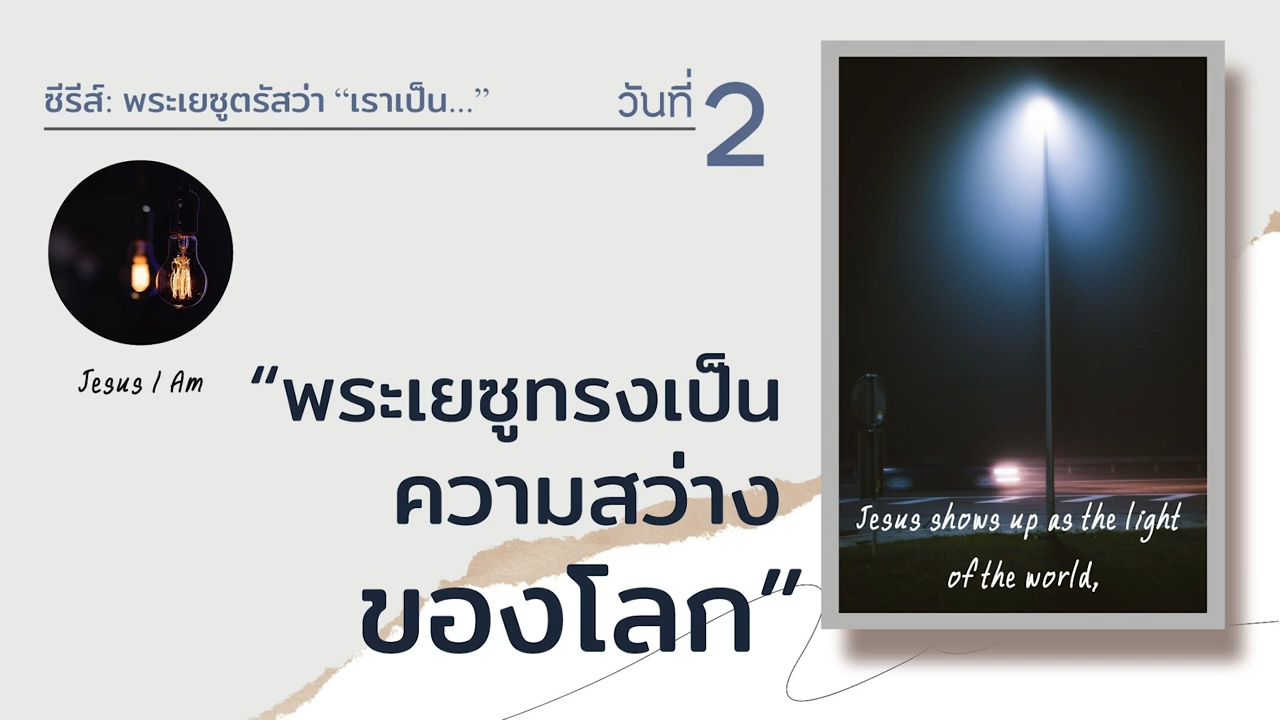 ซีรีส์: พระเยซูตรัสว่า “เราเป็น...”
วันที่ 2
Jesus I Am
“พระเยซูทรงเป็น
ความสว่าง
ของโลก”
Jesus shows up as the light
of the world,